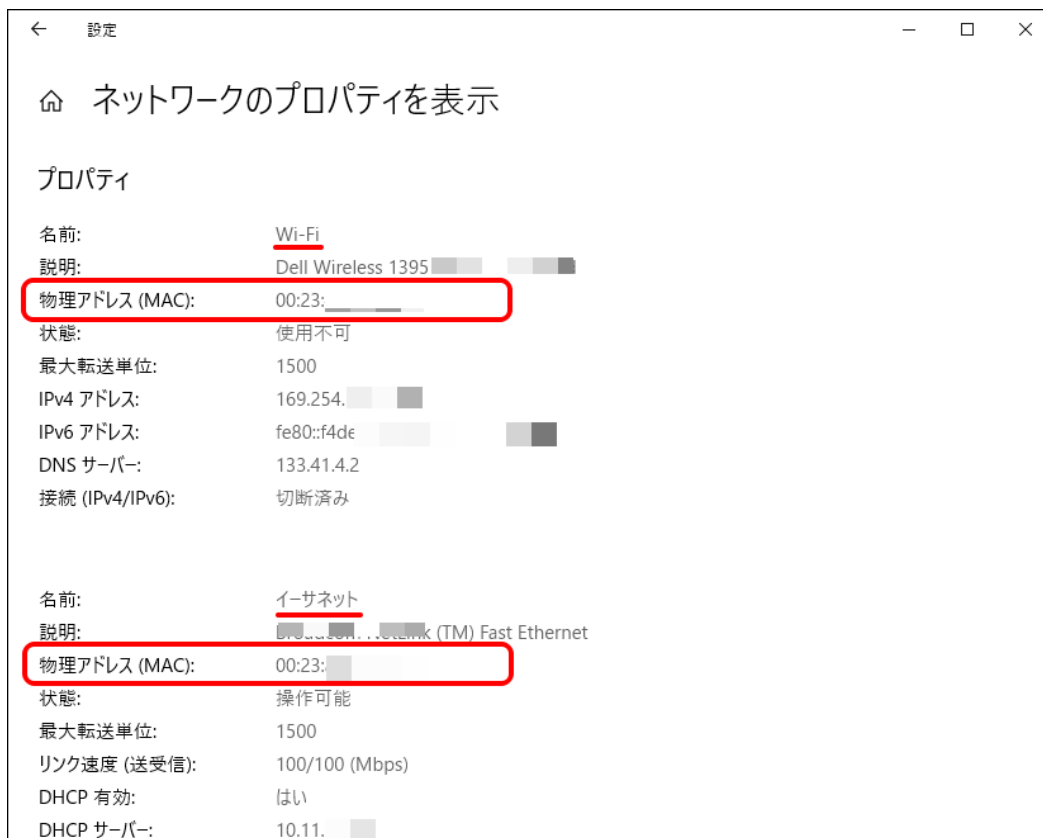 設定
ネットワークのプロパティを表示
プロパティ
名前: Wi-Fi
説明: Dell Wireless 1395
物理アドレス (MAC): 00:23:
状態: 使用不可
最大転送単位: 1500
IPv4 アドレス: 169.254.
IPv6 アドレス: fe80::f4de
DNS サーバー: 133.41.4.2
接続 (IPv4/IPv6): 切断済み
名前: イーサネット
説明: (TM) Fast Ethernet
物理アドレス (MAC): 00:23:
状態: 操作可能
最大転送単位: 1500
リンク速度 (送受信): 100/100 (Mbps)
DHCP 有効: はい
DHCP サーバー: 10.11.